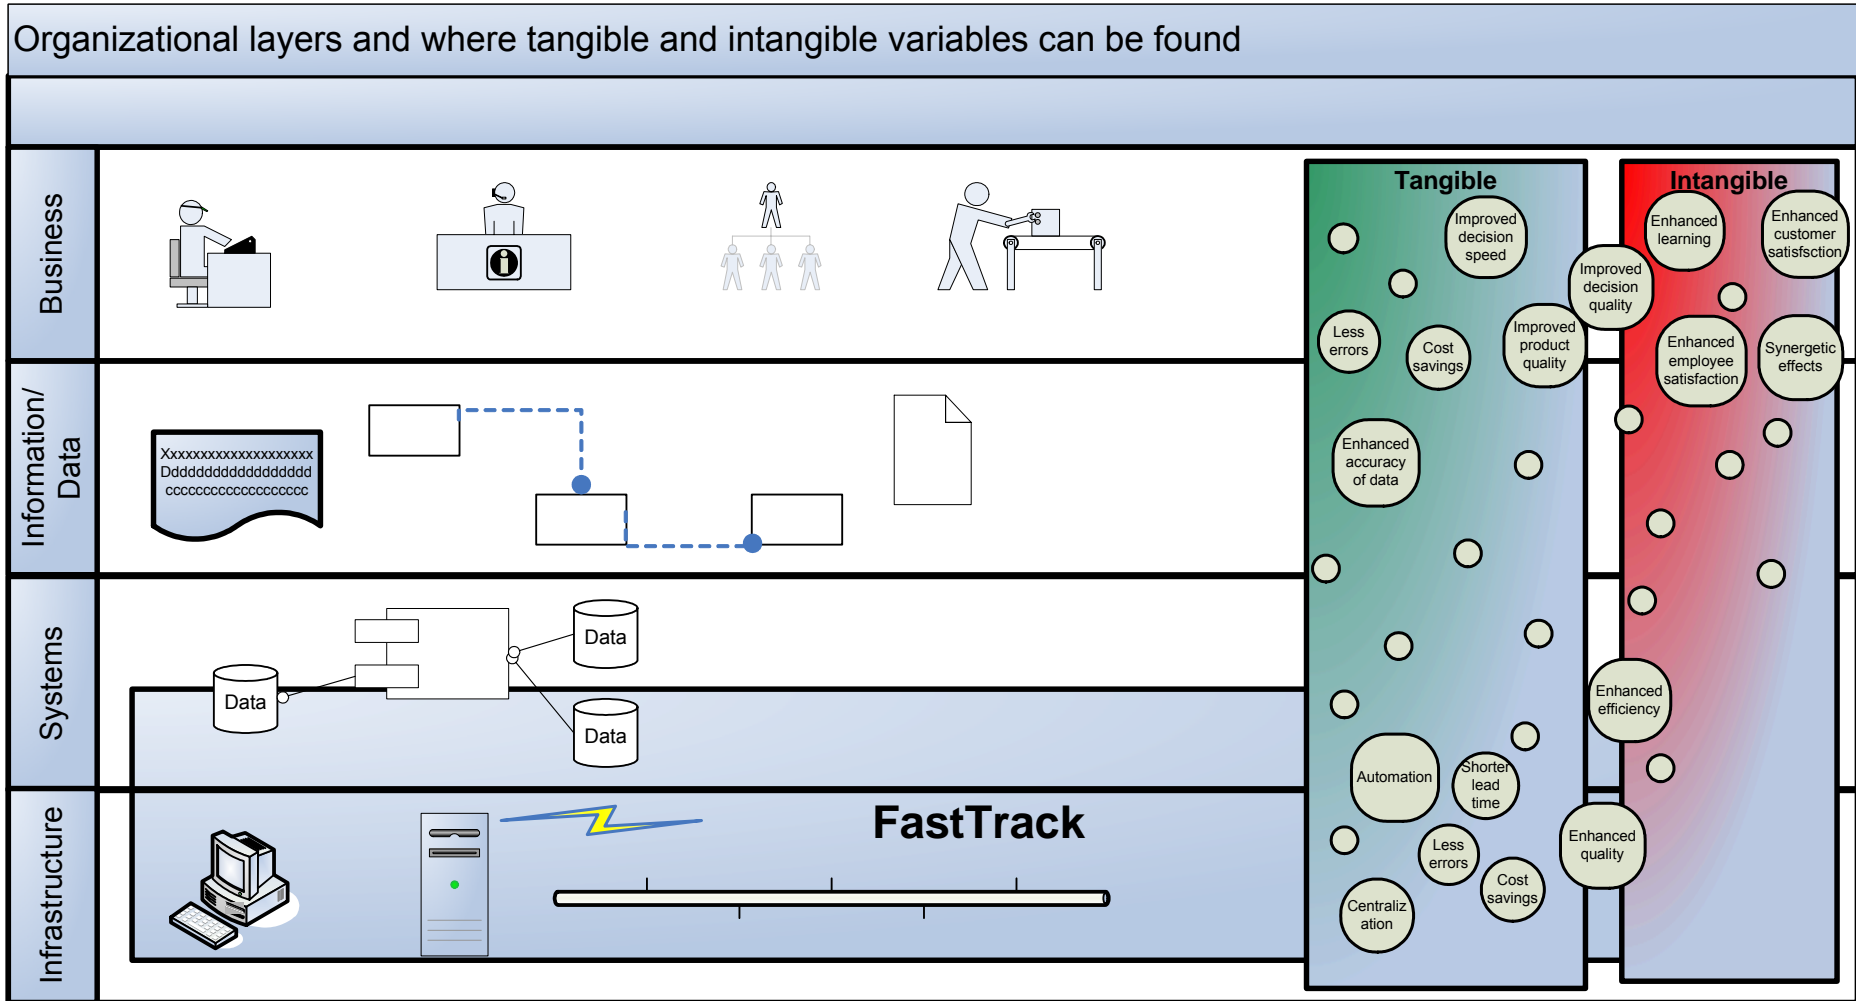 Organizational layers and where tangible and intangible variables can be found
Business
Tangible
Intangible
Improved
decision
speed
Enhanced
learning
Enhanced
customer
satisfsction
Improved
decision
quality
Less
errors
Cost
savings
Improved
product
quality
Enhanced
employee
satisfaction
Synergetic
effects
Information/
Data
Xxxxxxxxxxxxxxxxxxxx
Dddddddddddddddddd
ccccccccccccccccccc
Enhanced
accuracy
of data
Systems
Data
Data
Data
Enhanced
efficiency
Automation
Shorter
lead
time
Infrastructure
FastTrack
Less
errors
Enhanced
quality
Cost
savings
Centraliz
ation